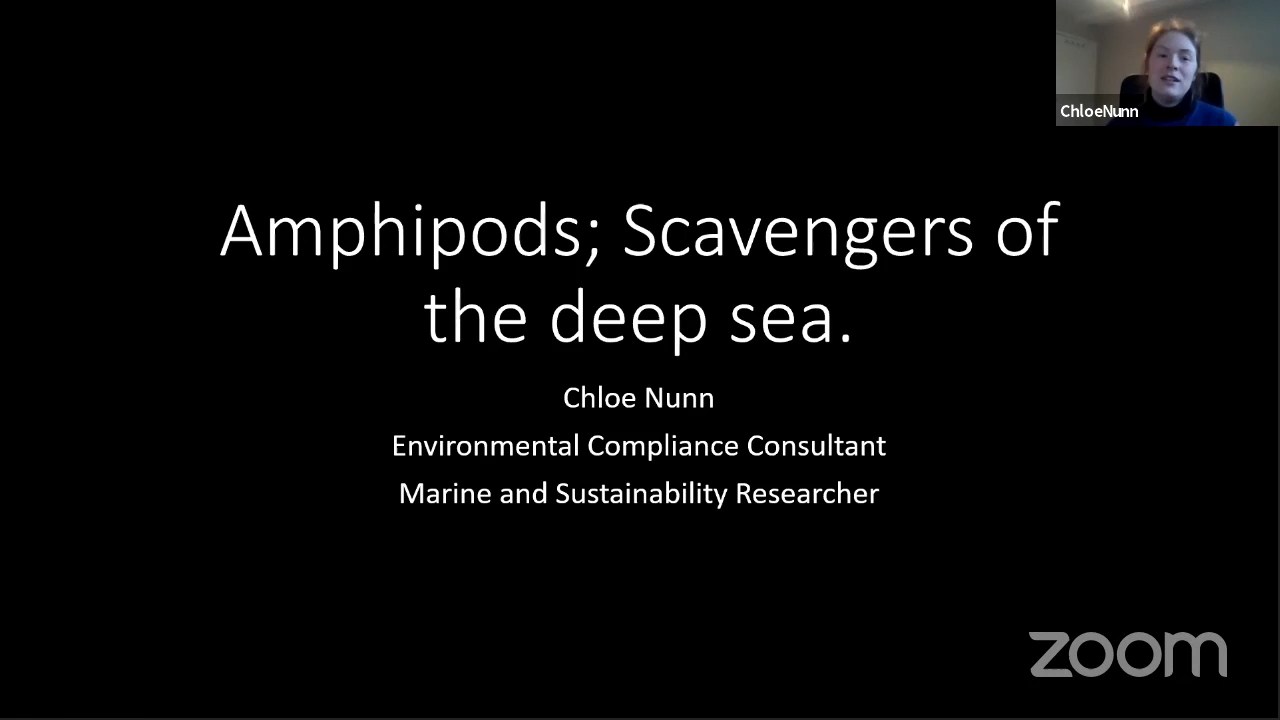 ChloeNunn
Amphipods; Scavengers of
the deep sea.
Chloe Nunn
Environmental Compliance Consultant
Marine and Sustainability Researcher
zoom